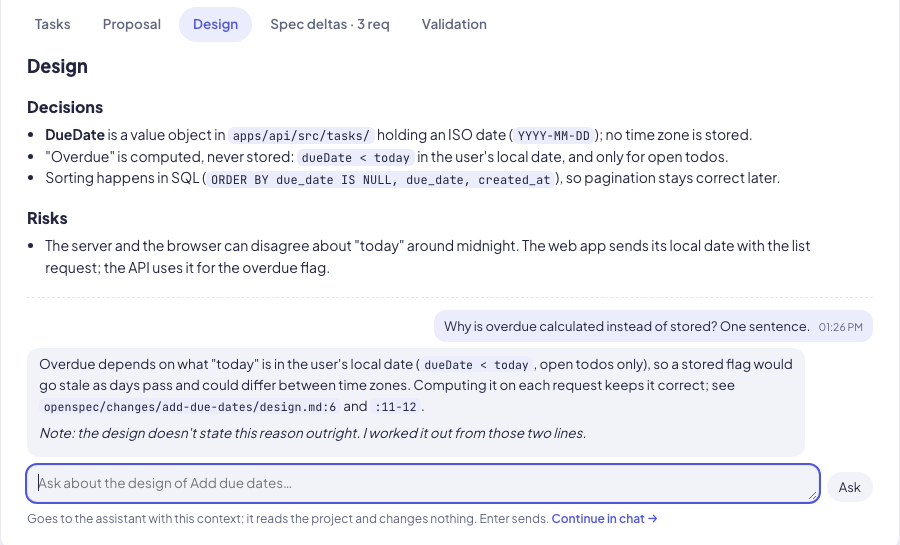 Tasks Proposal Design Spec deltas · 3 req Validation
Design
Decisions
• DueDate is a value object in apps/api/src/tasks/ holding an ISO date (YYYY-MM-DD); no time zone is stored.
• "Overdue" is computed, never stored: dueDate < today in the user's local date, and only for open todos.
• Sorting happens in SQL (ORDER BY due_date IS NULL, due_date, created_at), so pagination stays correct later.
Risks
• The server and the browser can disagree about "today" around midnight. The web app sends its local date with the list
request; the API uses it for the overdue flag.
Why is overdue calculated instead of stored? One sentence. 01:26 PM
Overdue depends on what "today" is in the user's local date (dueDate < today, open todos only), so a stored flag would
go stale as days pass and could differ between time zones. Computing it on each request keeps it correct; see
openspec/changes/add-due-dates/design.md:6 and :11-12.
Note: the design doesn't state this reason outright. I worked it out from those two lines.
Ask about the design of Add due dates…
Ask
Goes to the assistant with this context; it reads the project and changes nothing. Enter sends. Continue in chat →